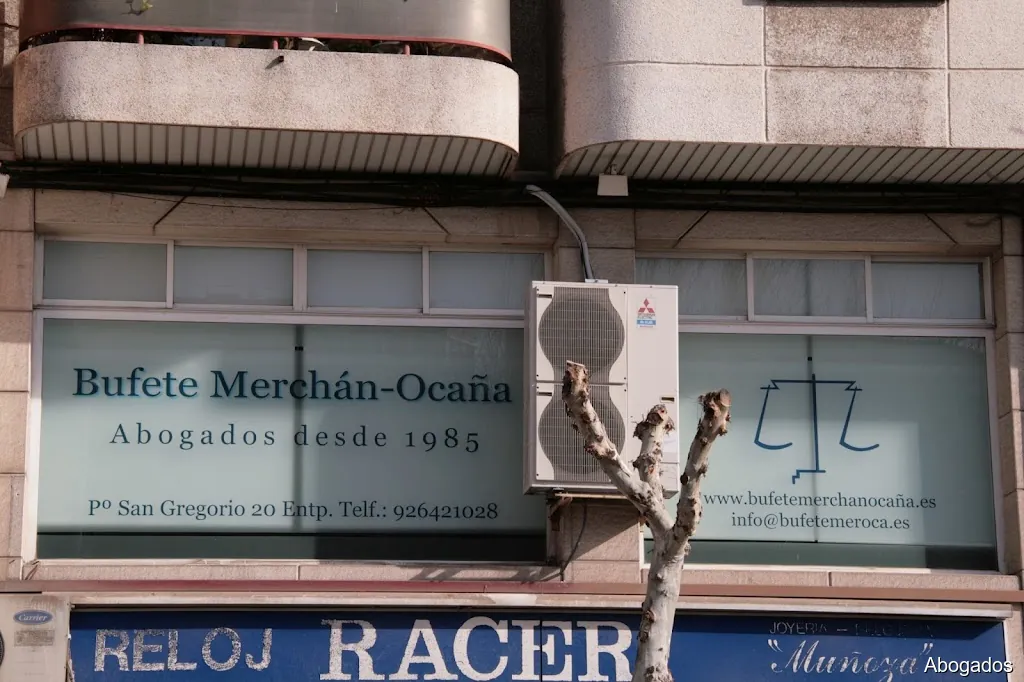 Bufete Merchán-Ocaña
Abogados desde 1985
Pº San Gregorio 20 Entp. Telf.: 926421028
www.bufetemerchanocaña.es
info@bufetemeroca.es
Carrier
RELOJ RACER
JOYERIA
"Muñoza"
Abogados